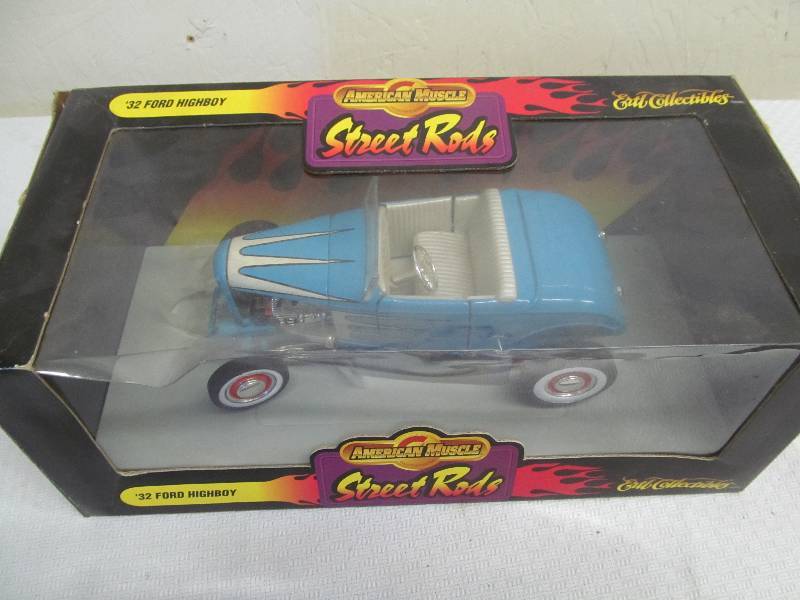 '32 FORD HIGHBOY
AMERICAN MUSCLE
Street Rods
Ertl Collectibles
AMERICAN MUSCLE
Street Rods
'32 FORD HIGHBOY
Ertl Collectibles